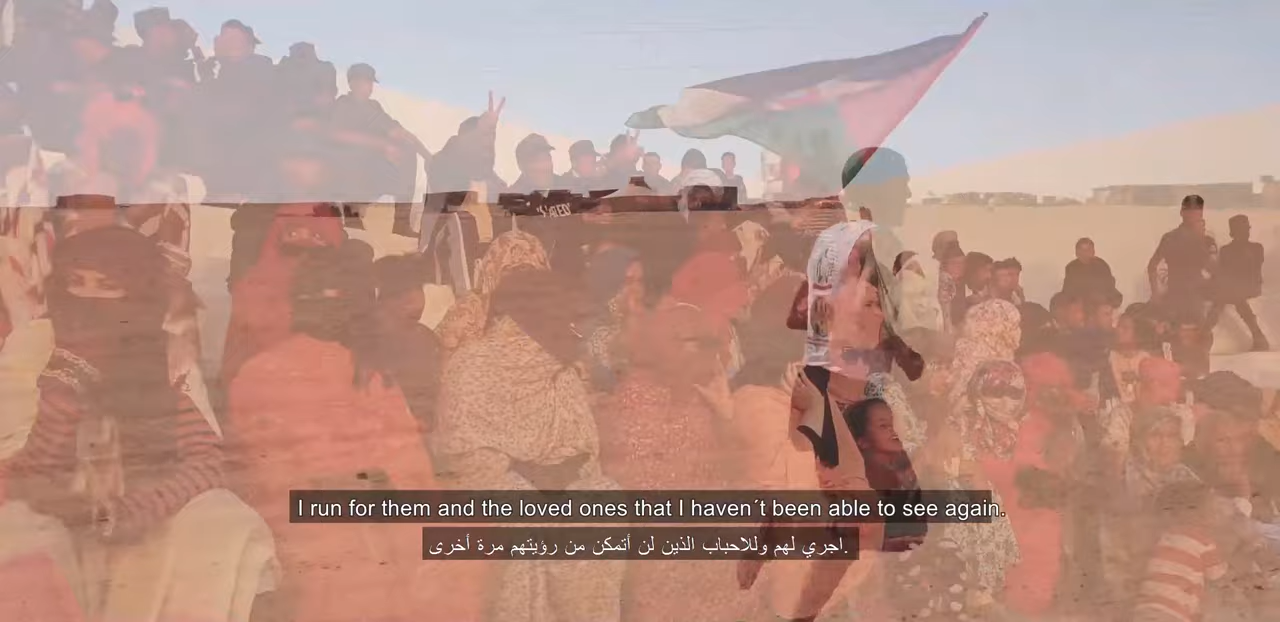 I run for them and the loved ones that I haven´t been able to see again.
اجري لهم وللاحباب الذين لن أتمكن من رؤيتهم مرة أخرى.